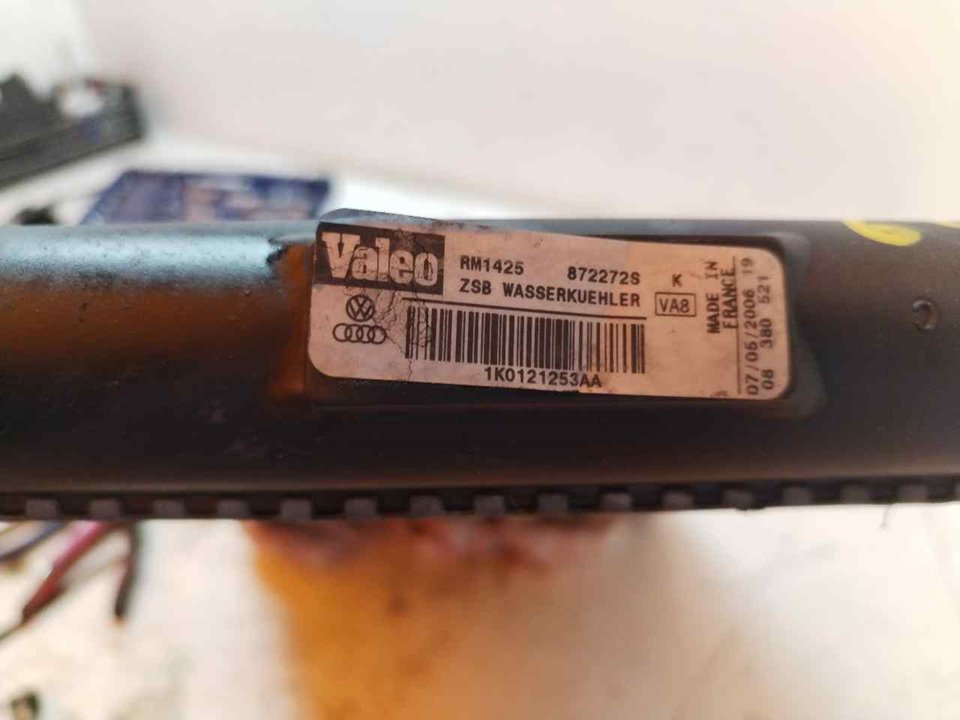 Valeo
RM1425 872272S K
ZSB WASSERKUEHLER VA8
1K0121253AA
MADE IN
FRANCE
07/05/2006 19
08 380 521